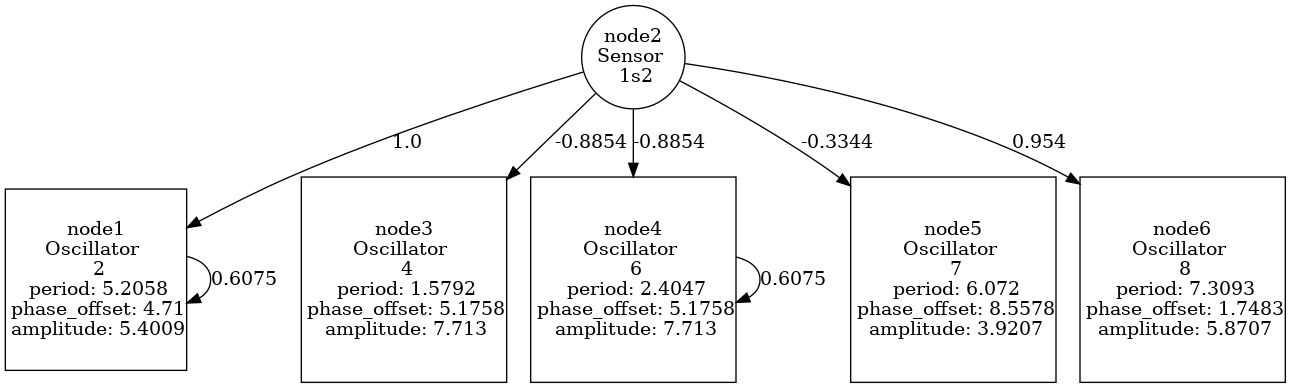 node2
Sensor
1s2
1.0
-0.8854
-0.8854
-0.3344
0.954
node1
Oscillator
2
period: 5.2058
phase_offset: 4.71
amplitude: 5.4009
0.6075
node3
Oscillator
4
period: 1.5792
phase_offset: 5.1758
amplitude: 7.713
node4
Oscillator
6
period: 2.4047
phase_offset: 5.1758
amplitude: 7.713
0.6075
node5
Oscillator
7
period: 6.072
phase_offset: 8.5578
amplitude: 3.9207
node6
Oscillator
8
period: 7.3093
phase_offset: 1.7483
amplitude: 5.8707